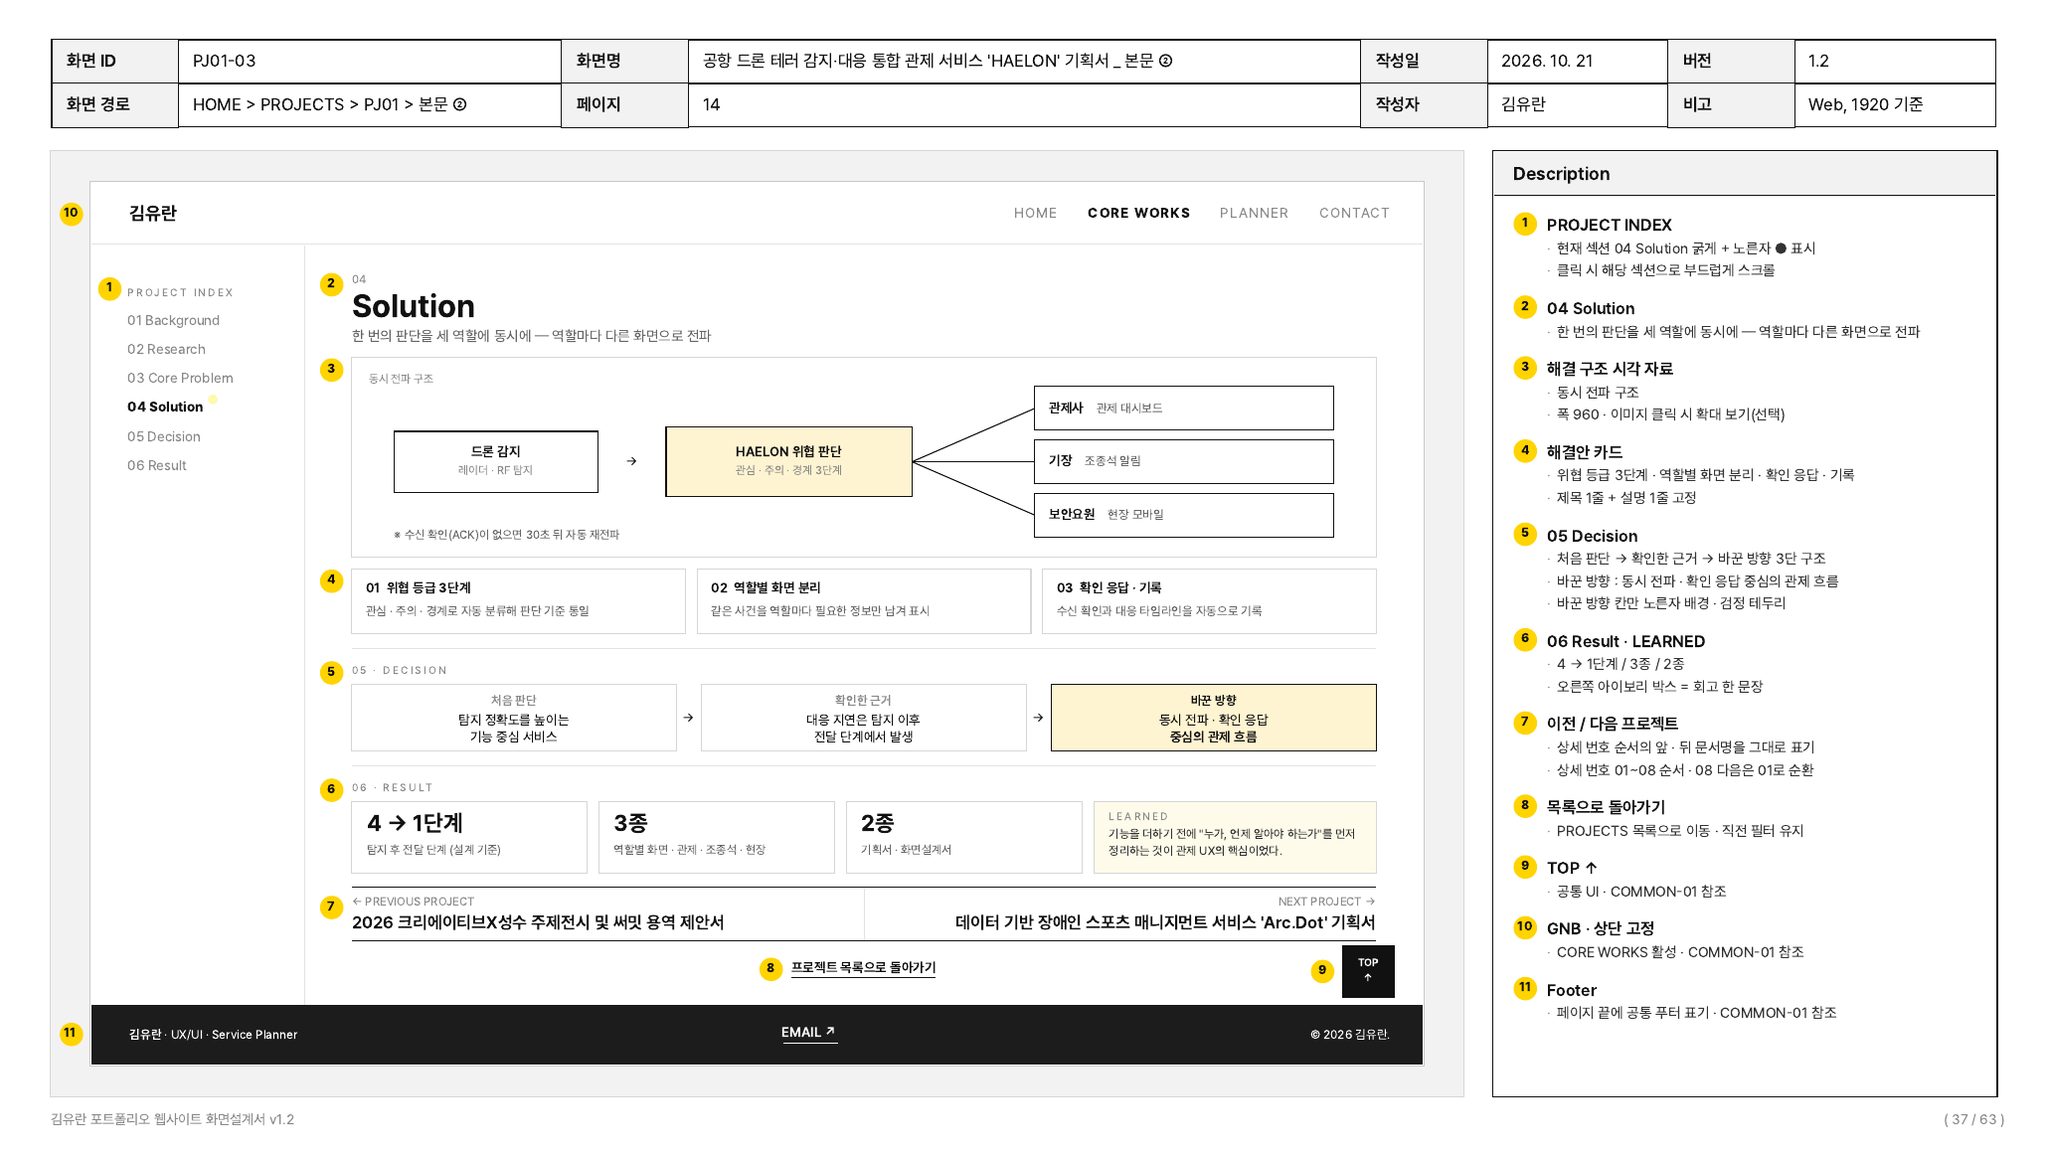 화면 ID PJ01-03 화면명 공항 드론 테러 감지·대응 통합 관제 서비스 'HAELON' 기획서 _ 본문 ② 작성일 2026. 10. 21 버전 1.2
화면 경로 HOME > PROJECTS > PJ01 > 본문 ② 페이지 14 작성자 김유란 비고 Web, 1920 기준
10 김유란 HOME CORE WORKS PLANNER CONTACT
1 PROJECT INDEX
01 Background
02 Research
03 Core Problem
04 Solution
05 Decision
06 Result
2 04
Solution
한 번의 판단을 세 역할에 동시에 — 역할마다 다른 화면으로 전파
3 동시 전파 구조
드론 감지
레이더 · RF 탐지
→
HAELON 위협 판단
관심 · 주의 · 경계 3단계
관제사 관제 대시보드
기장 조종석 알림
보안요원 현장 모바일
※ 수신 확인(ACK)이 없으면 30초 뒤 자동 재전파
4 01 위협 등급 3단계
관심 · 주의 · 경계로 자동 분류해 판단 기준 통일
02 역할별 화면 분리
같은 사건을 역할마다 필요한 정보만 남겨 표시
03 확인 응답 · 기록
수신 확인과 대응 타임라인을 자동으로 기록
5 05 · DECISION
처음 판단
탐지 정확도를 높이는
기능 중심 서비스
→
확인한 근거
대응 지연은 탐지 이후
전달 단계에서 발생
→
바꾼 방향
동시 전파 · 확인 응답
중심의 관제 흐름
6 06 · RESULT
4 → 1단계
탐지 후 전달 단계 (설계 기준)
3종
역할별 화면 · 관제 · 조종석 · 현장
2종
기획서 · 화면설계서
LEARNED
기능을 더하기 전에 "누가, 언제 알아야 하는가"를 먼저
정리하는 것이 관제 UX의 핵심이었다.
7 ← PREVIOUS PROJECT
2026 크리에이티브X성수 주제전시 및 써밋 용역 제안서
NEXT PROJECT →
데이터 기반 장애인 스포츠 매니지먼트 서비스 'Arc.Dot' 기획서
8 프로젝트 목록으로 돌아가기
9 TOP
↑
11 김유란 · UX/UI · Service Planner EMAIL ↗ © 2026 김유란.
Description
1 PROJECT INDEX
· 현재 섹션 04 Solution 굵게 + 노른자 ● 표시
· 클릭 시 해당 섹션으로 부드럽게 스크롤
2 04 Solution
· 한 번의 판단을 세 역할에 동시에 — 역할마다 다른 화면으로 전파
3 해결 구조 시각 자료
· 동시 전파 구조
· 폭 960 · 이미지 클릭 시 확대 보기(선택)
4 해결안 카드
· 위협 등급 3단계 · 역할별 화면 분리 · 확인 응답 · 기록
· 제목 1줄 + 설명 1줄 고정
5 05 Decision
· 처음 판단 → 확인한 근거 → 바꾼 방향 3단 구조
· 바꾼 방향 : 동시 전파 · 확인 응답 중심의 관제 흐름
· 바꾼 방향 칸만 노른자 배경 · 검정 테두리
6 06 Result · LEARNED
· 4 → 1단계 / 3종 / 2종
· 오른쪽 아이보리 박스 = 회고 한 문장
7 이전 / 다음 프로젝트
· 상세 번호 순서의 앞 · 뒤 문서명을 그대로 표기
· 상세 번호 01~08 순서 · 08 다음은 01로 순환
8 목록으로 돌아가기
· PROJECTS 목록으로 이동 · 직전 필터 유지
9 TOP ↑
· 공통 UI · COMMON-01 참조
10 GNB · 상단 고정
· CORE WORKS 활성 · COMMON-01 참조
11 Footer
· 페이지 끝에 공통 푸터 표기 · COMMON-01 참조
김유란 포트폴리오 웹사이트 화면설계서 v1.2
( 37 / 63 )